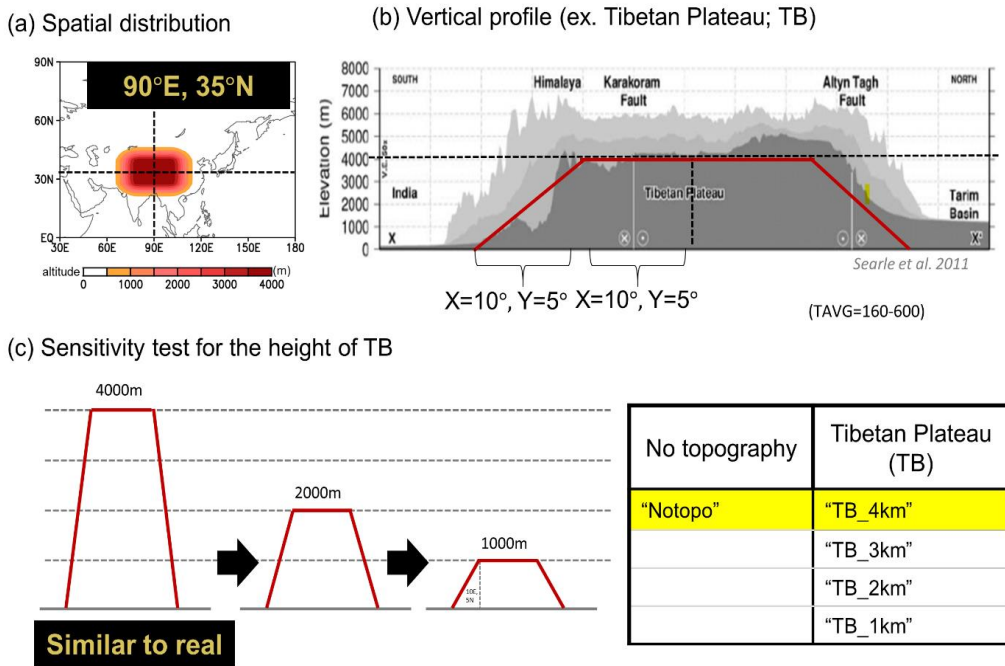 (a) Spatial distribution
90°E, 35°N
90N
60N
30N
EQ
30E 60E 90E 120E 150E 180
altitude (m)
0 1000 2000 3000 4000
(b) Vertical profile (ex. Tibetan Plateau; TB)
Elevation (m)
8000
7000
6000
5000
4000
3000
2000
1000
0
SOUTH
NORTH
Himalaya
Karakoram
Fault
Altyn Tagh
Fault
India
Tibetan Plateau
Tarim
Basin
X
X'
Searle et al. 2011
X=10°, Y=5° X=10°, Y=5°
(TAVG=160-600)
(c) Sensitivity test for the height of TB
4000m
2000m
1000m
10E,
5N
Similar to real
No topography
Tibetan Plateau
(TB)
“Notopo” “TB_4km”
“TB_3km”
“TB_2km”
“TB_1km”